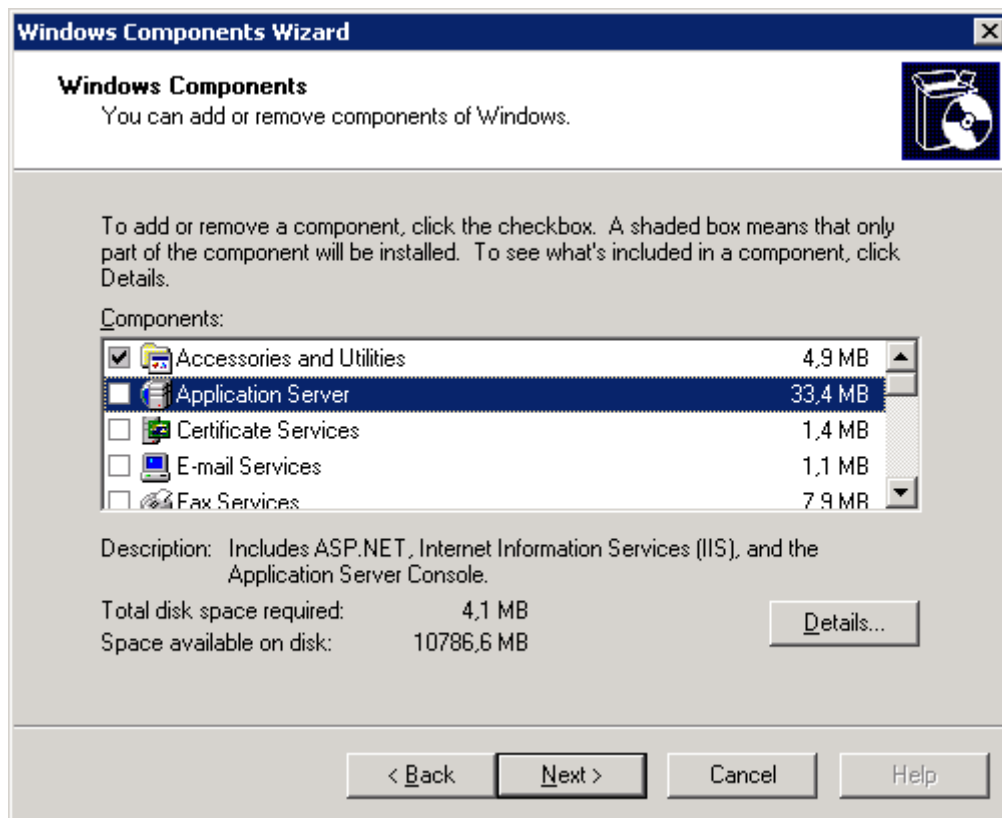 Windows Components Wizard
Windows Components
You can add or remove components of Windows.
To add or remove a component, click the checkbox. A shaded box means that only
part of the component will be installed. To see what's included in a component, click
Details.
Components:
Accessories and Utilities 4,9 MB
Application Server 33,4 MB
Certificate Services 1,4 MB
E-mail Services 1,1 MB
Fax Services 7,9 MB
Description: Includes ASP.NET, Internet Information Services (IIS), and the
Application Server Console.
Total disk space required: 4,1 MB
Space available on disk: 10786,6 MB
Details...
< Back Next > Cancel Help